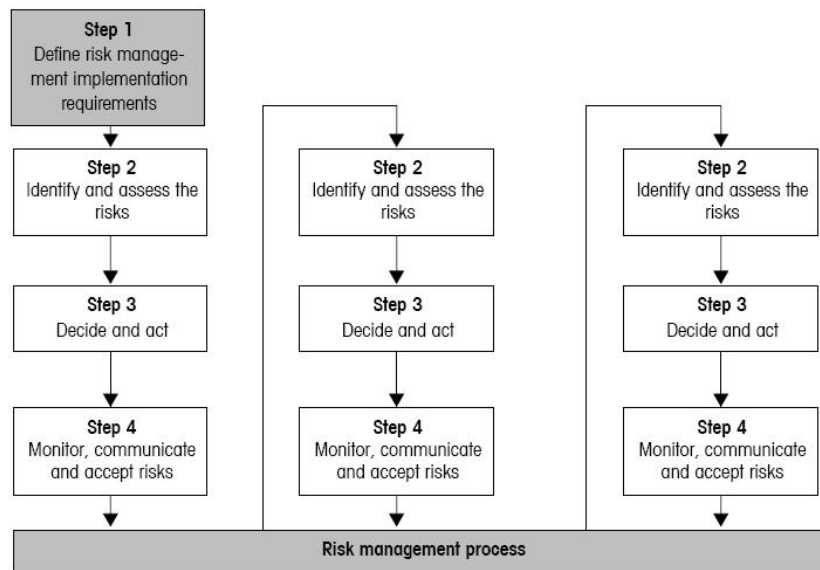 Step 1
Define risk manage-
ment implementation
requirements
Step 2
Identify and assess the
risks
Step 3
Decide and act
Step 4
Monitor, communicate
and accept risks
Step 2
Identify and assess the
risks
Step 3
Decide and act
Step 4
Monitor, communicate
and accept risks
Step 2
Identify and assess the
risks
Step 3
Decide and act
Step 4
Monitor, communicate
and accept risks
Risk management process